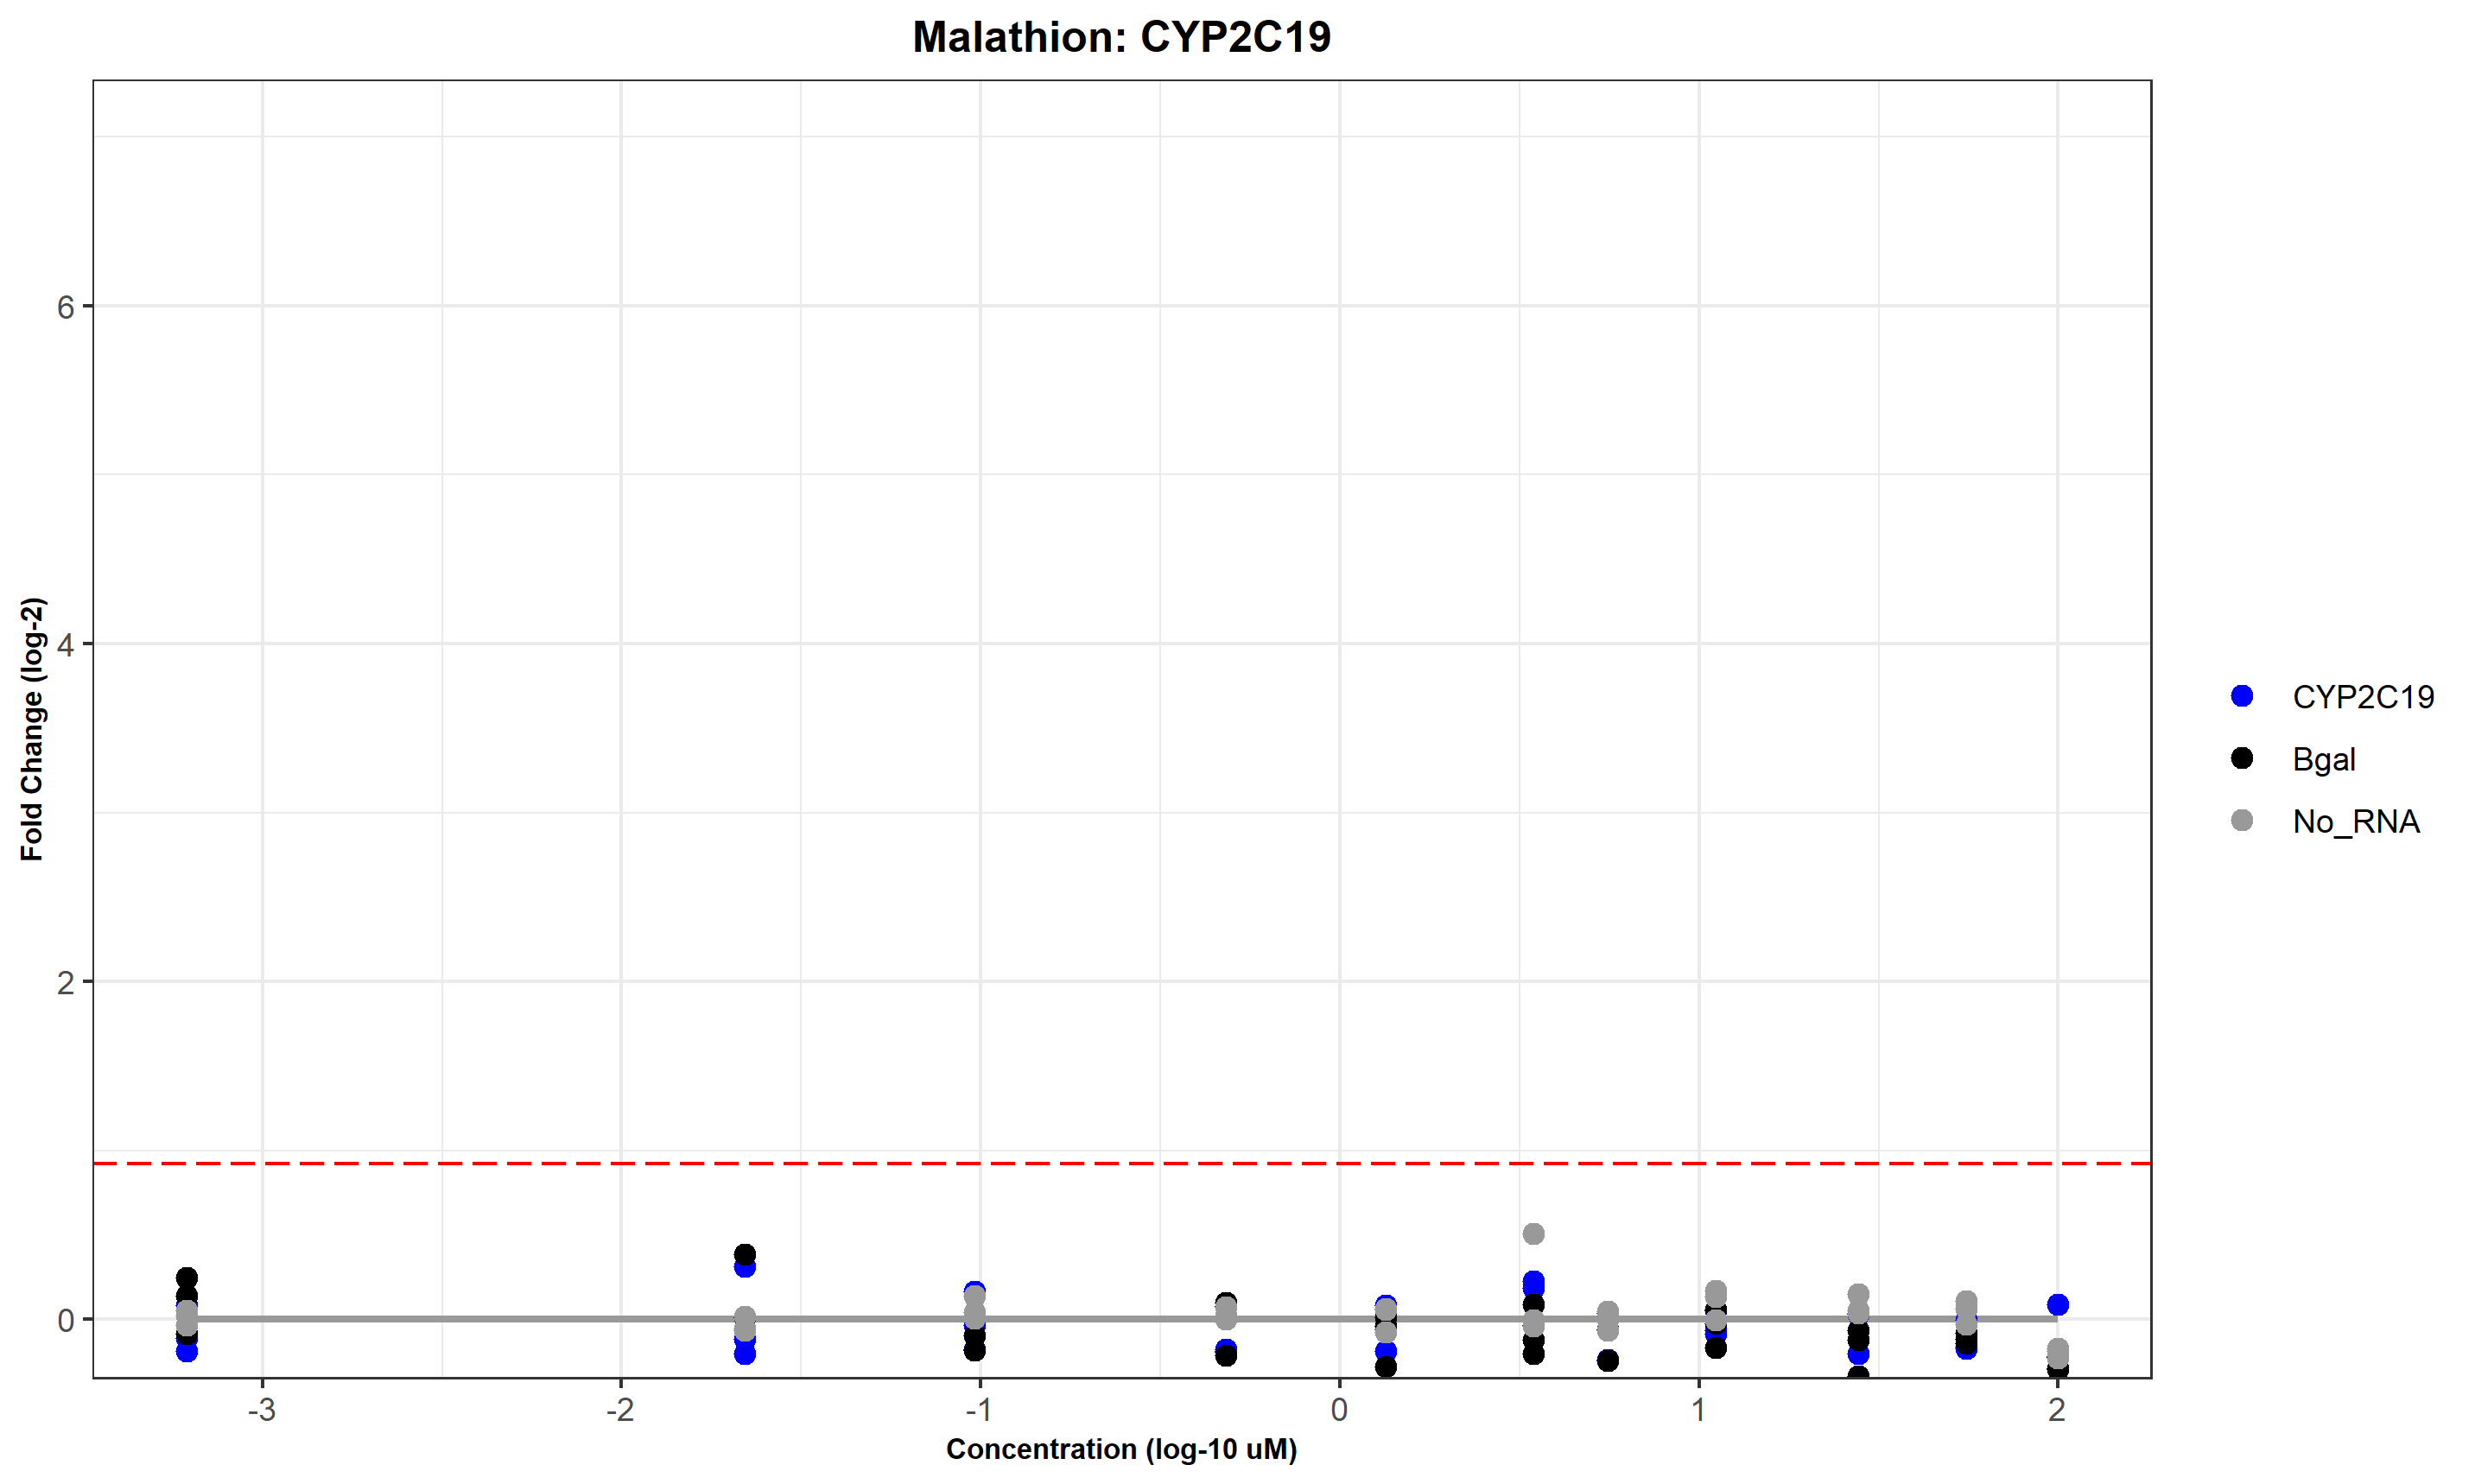 Malathion: CYP2C19
Fold Change (log-2)
6
4
2
0
-3
-2
-1
0
1
2
Concentration (log-10 uM)
CYP2C19
Bgal
No_RNA